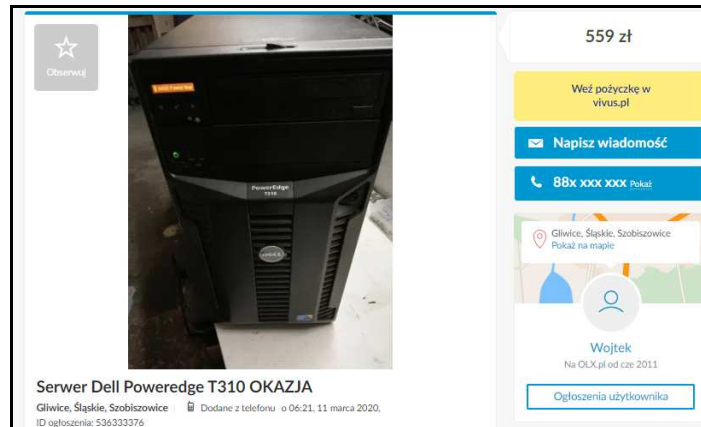 Obserwuj
PowerEdge
T310
DELL
Serwer Dell Poweredge T310 OKAZJA
Gliwice, Śląskie, Szobiszowice Dodane z telefonu o 06:21, 11 marca 2020,
ID ogłoszenia: 536333376
559 zł
Weź pożyczkę w
vivus.pl
Napisz wiadomość
88x xxx xxx Pokaż
Gliwice, Śląskie, Szobiszowice
Pokaż na mapie
Wojtek
Na OLX.pl od cze 2011
Ogłoszenia użytkownika